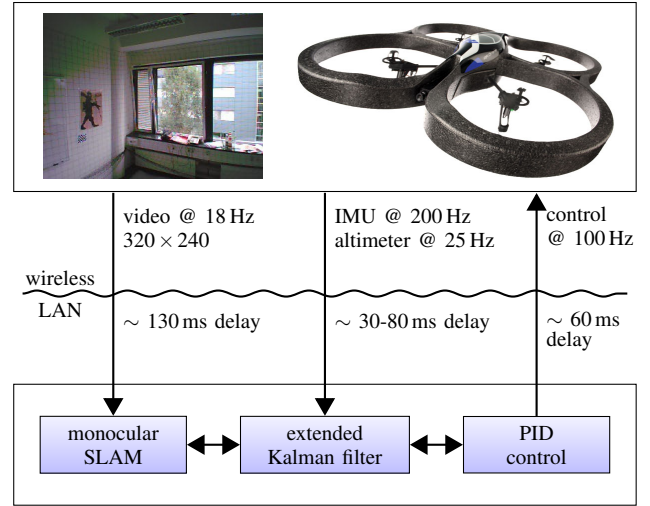 video @ 18 Hz
320 × 240
IMU @ 200 Hz
altimeter @ 25 Hz
control
@ 100 Hz
wireless
LAN
∼ 130 ms delay
∼ 30-80 ms delay
∼ 60 ms
delay
monocular
SLAM
extended
Kalman filter
PID
control